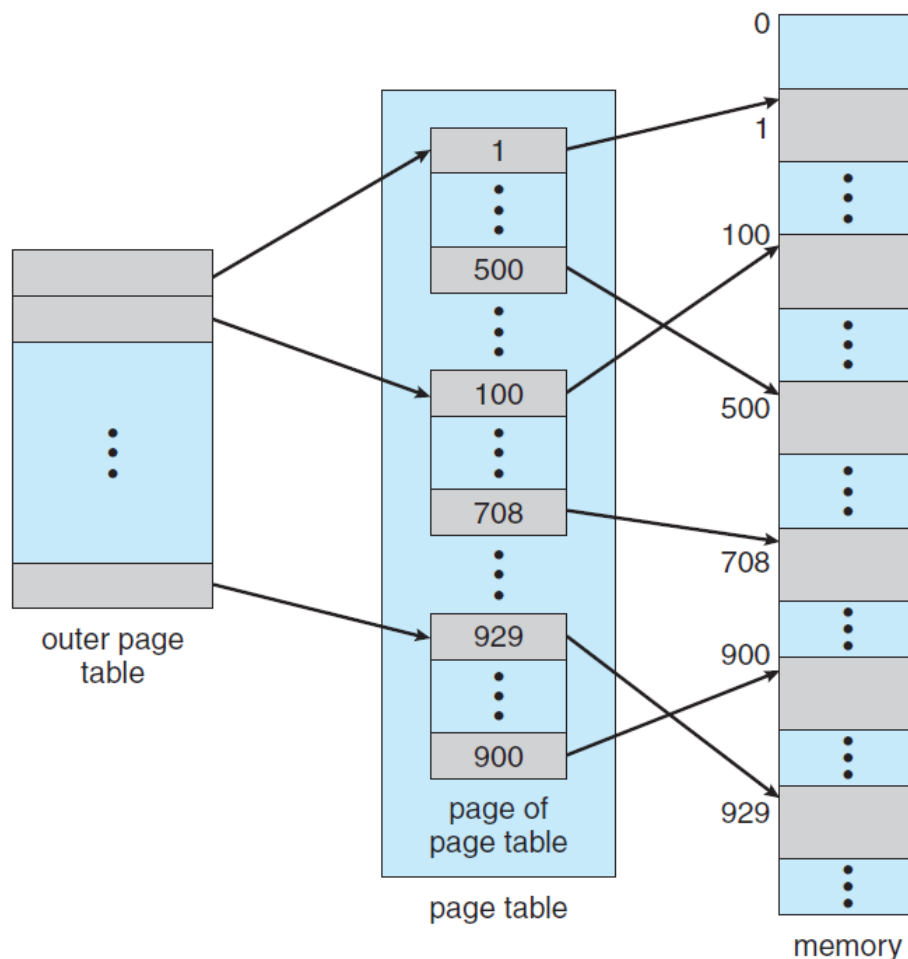 outer page
table
1
500
100
708
929
900
page of
page table
page table
0
1
100
500
708
900
929
memory